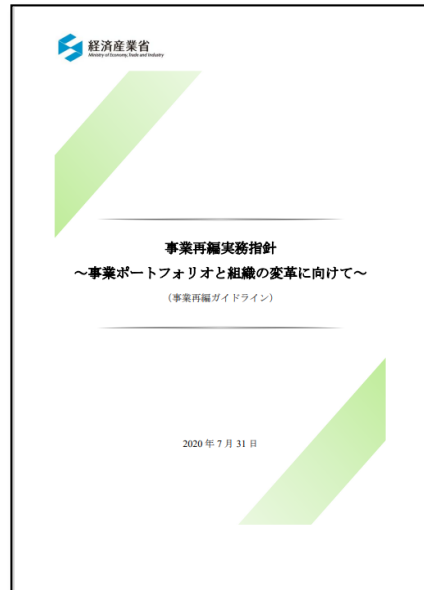 経済産業省
Ministry of Economy, Trade and Industry
事業再編実務指針
～事業ポートフォリオと組織の変革に向けて～
（事業再編ガイドライン）
2020 年 7 月 31 日